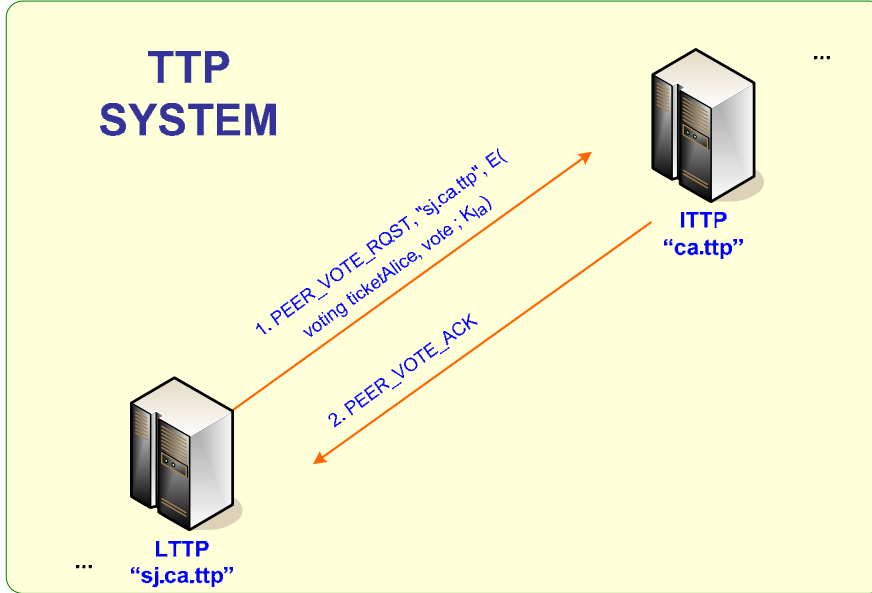 TTP
SYSTEM
...
1. PEER_VOTE_RQST, "sj.ca.ttp", E(
voting ticketAlice, vote ; Kla)
ITTP
“ca.ttp”
2. PEER_VOTE_ACK
LTTP
“sj.ca.ttp”
...